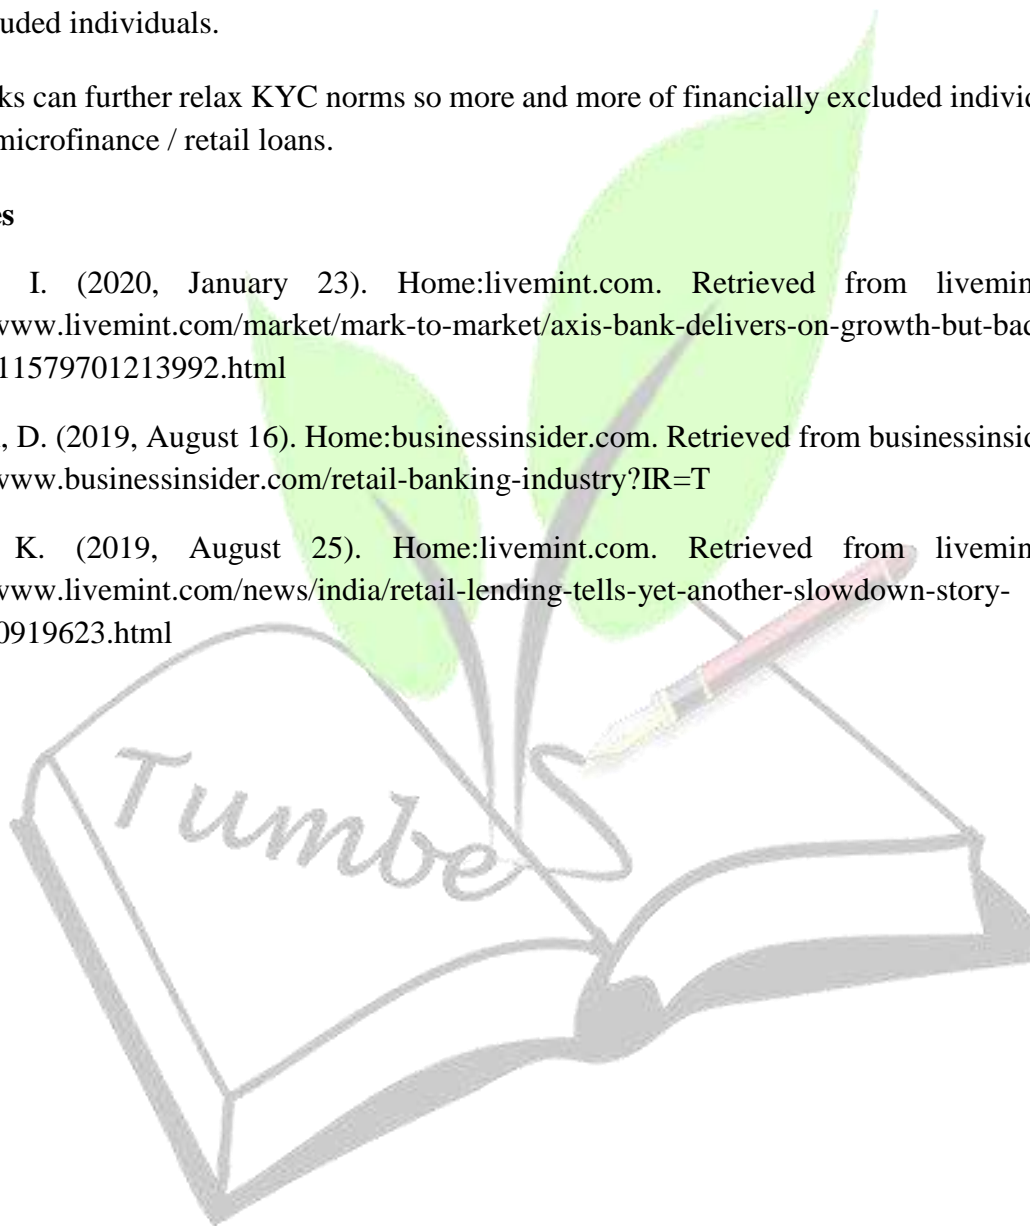 uded individuals.
ks can further relax KYC norms so more and more of financially excluded individ
microfinance / retail loans.
es
I. (2020, January 23). Home:livemint.com. Retrieved from livemin
www.livemint.com/market/mark-to-market/axis-bank-delivers-on-growth-but-bad
11579701213992.html
, D. (2019, August 16). Home:businessinsider.com. Retrieved from businessinsid
www.businessinsider.com/retail-banking-industry?IR=T
K. (2019, August 25). Home:livemint.com. Retrieved from livemin
www.livemint.com/news/india/retail-lending-tells-yet-another-slowdown-story-
0919623.html
Tumbe